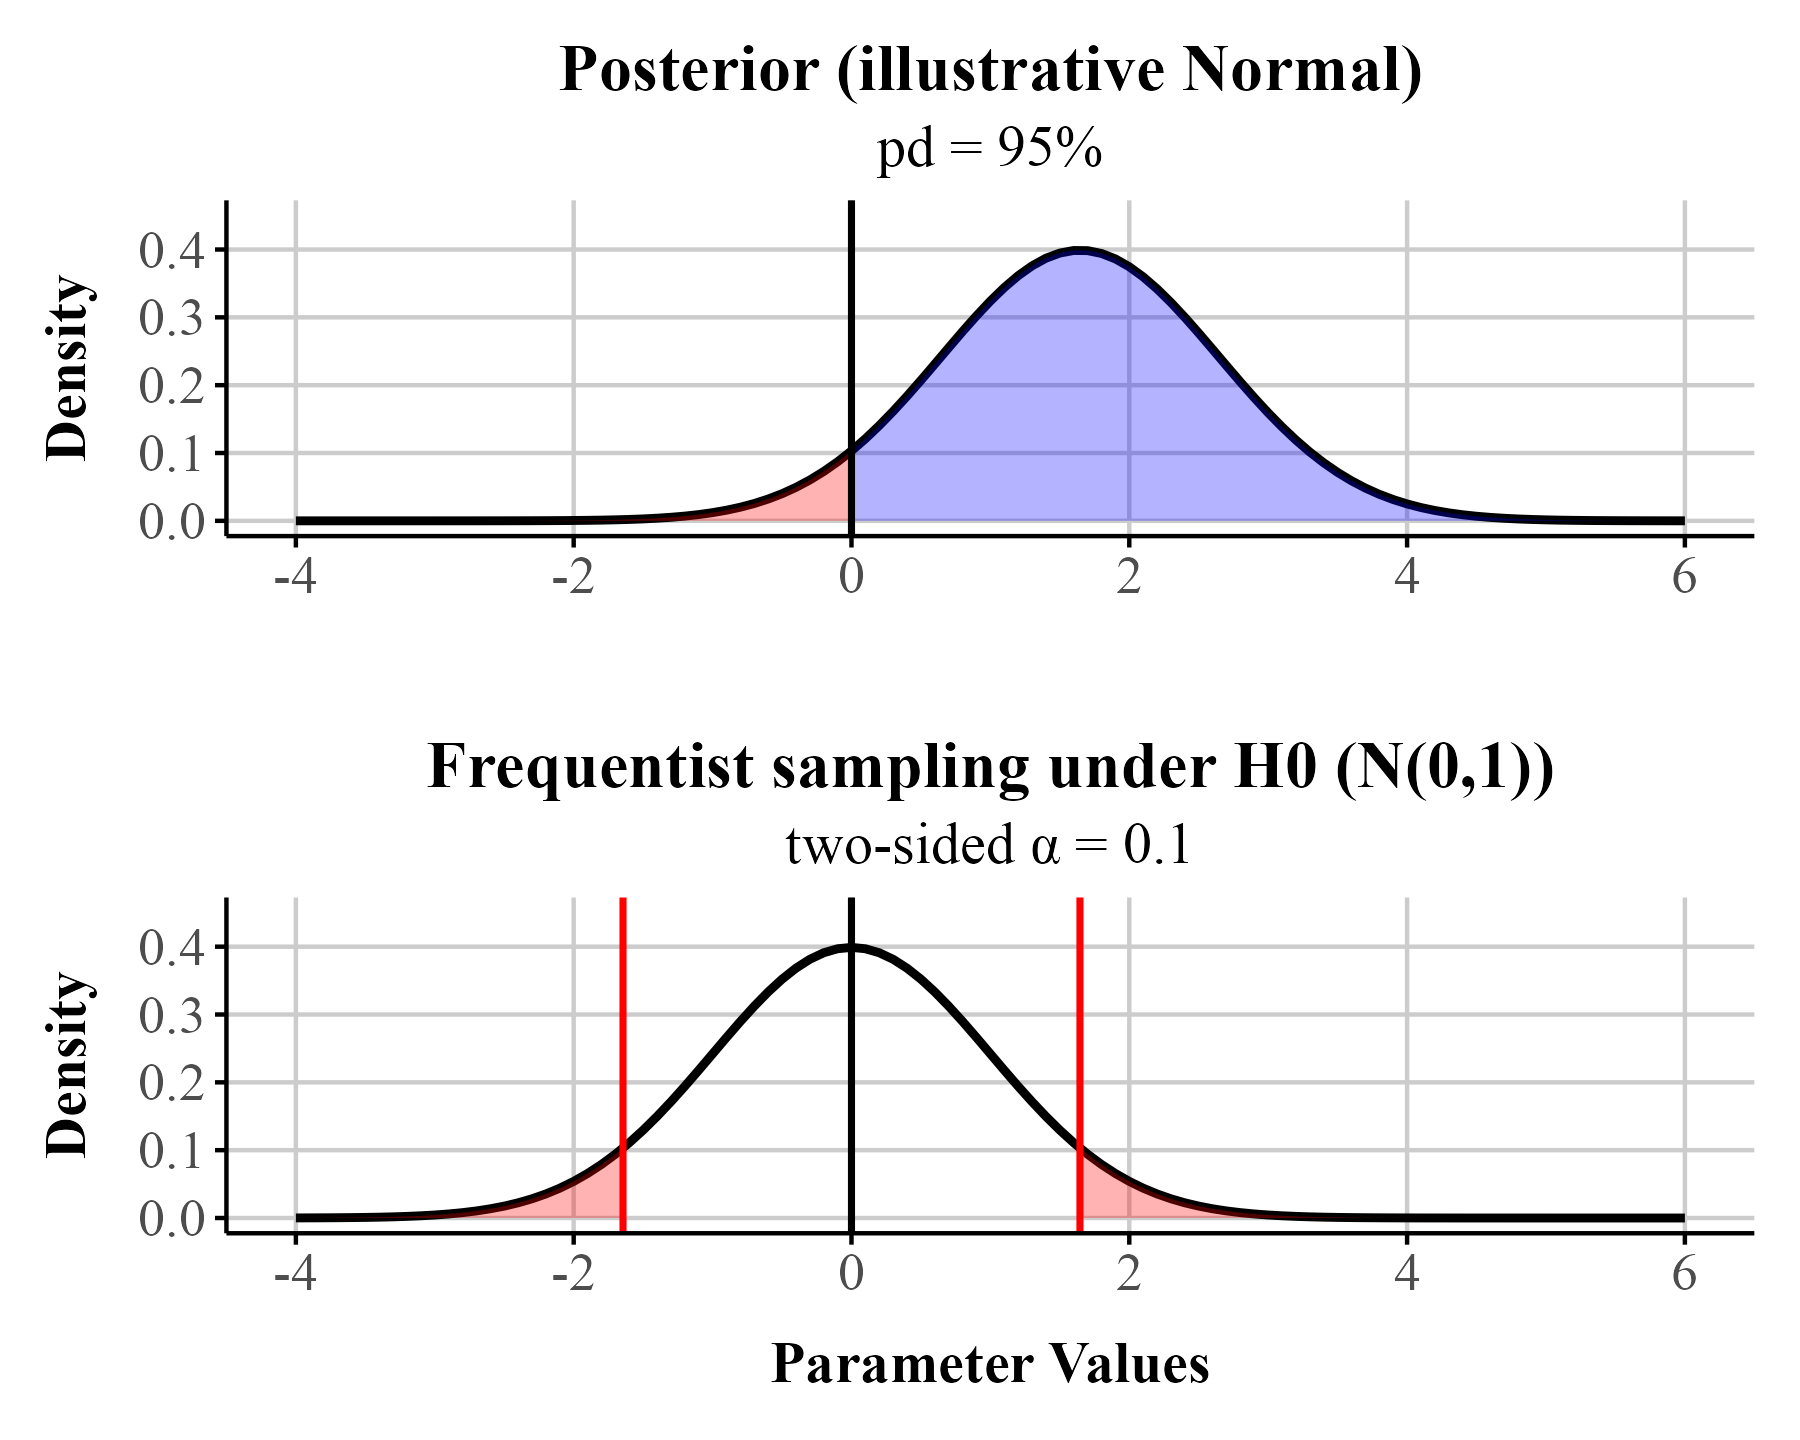 Posterior (illustrative Normal)
pd = 95%
Density
0.4
0.3
0.2
0.1
0.0
-4 -2 0 2 4 6
Frequentist sampling under H0 (N(0,1))
two-sided α = 0.1
Density
0.4
0.3
0.2
0.1
0.0
-4 -2 0 2 4 6
Parameter Values